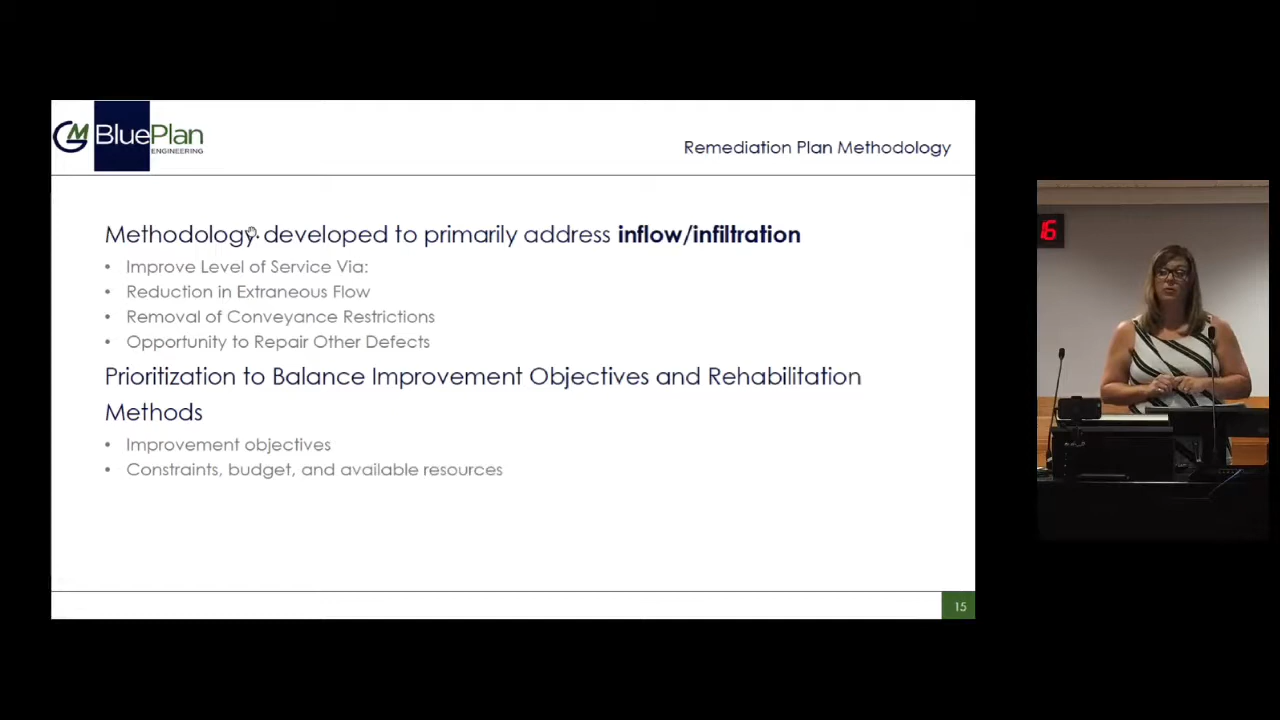 GM BluePlan
ENGINEERING
Remediation Plan Methodology
Methodology developed to primarily address inflow/infiltration
• Improve Level of Service Via:
• Reduction in Extraneous Flow
• Removal of Conveyance Restrictions
• Opportunity to Repair Other Defects
Prioritization to Balance Improvement Objectives and Rehabilitation
Methods
• Improvement objectives
• Constraints, budget, and available resources
15
16